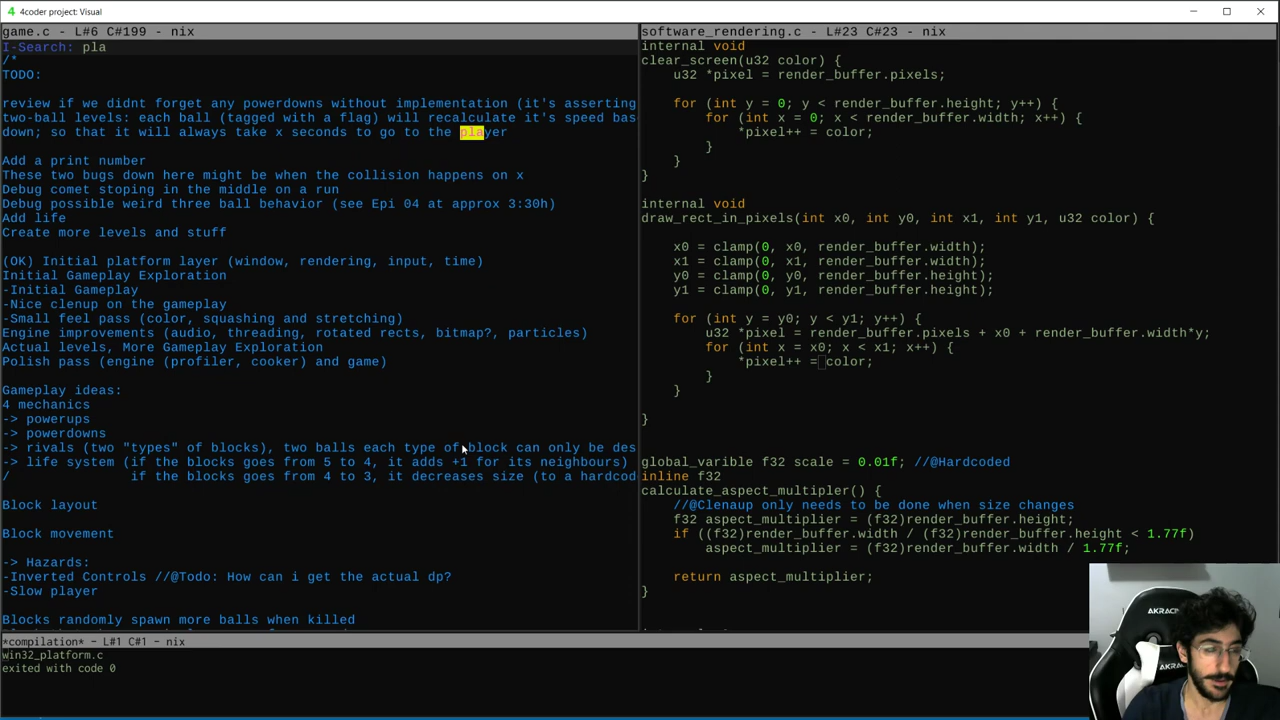 4coder project: Visual
game.c - L#6 C#199 - nix
I-Search: pla
/*
TODO:
review if we didnt forget any powerdowns without implementation (it's asserting
two-ball levels: each ball (tagged with a flag) will recalculate it's speed bas
down; so that it will always take x seconds to go to the player
Add a print number
These two bugs down here might be when the collision happens on x
Debug comet stoping in the middle on a run
Debug possible weird three ball behavior (see Epi 04 at approx 3:30h)
Add life
Create more levels and stuff
(OK) Initial platform layer (window, rendering, input, time)
Initial Gameplay Exploration
-Initial Gameplay
-Nice clenup on the gameplay
-Small feel pass (color, squashing and stretching)
Engine improvements (audio, threading, rotated rects, bitmap?, particles)
Actual levels, More Gameplay Exploration
Polish pass (engine (profiler, cooker) and game)
Gameplay ideas:
4 mechanics
-> powerups
-> powerdowns
-> rivals (two "types" of blocks), two balls each type of block can only be des
-> life system (if the blocks goes from 5 to 4, it adds +1 for its neighbours)
/ if the blocks goes from 4 to 3, it decreases size (to a hardcod
Block layout
Block movement
-> Hazards:
-Inverted Controls //@Todo: How can i get the actual dp?
-Slow player
Blocks randomly spawn more balls when killed
software_rendering.c - L#23 C#23 - nix
internal void
clear_screen(u32 color) {
u32 *pixel = render_buffer.pixels;
for (int y = 0; y < render_buffer.height; y++) {
for (int x = 0; x < render_buffer.width; x++) {
*pixel++ = color;
}
}
}
internal void
draw_rect_in_pixels(int x0, int y0, int x1, int y1, u32 color) {
x0 = clamp(0, x0, render_buffer.width);
x1 = clamp(0, x1, render_buffer.width);
y0 = clamp(0, y0, render_buffer.height);
y1 = clamp(0, y1, render_buffer.height);
for (int y = y0; y < y1; y++) {
u32 *pixel = render_buffer.pixels + x0 + render_buffer.width*y;
for (int x = x0; x < x1; x++) {
*pixel++ = color;
}
}
}
global_varible f32 scale = 0.01f; //@Hardcoded
inline f32
calculate_aspect_multipler() {
//@Clenaup only needs to be done when size changes
f32 aspect_multiplier = (f32)render_buffer.height;
if ((f32)render_buffer.width / (f32)render_buffer.height < 1.77f)
aspect_multiplier = (f32)render_buffer.width / 1.77f;
return aspect_multiplier;
}
*compilation* - L#1 C#1 - nix
win32_platform.c
exited with code 0
AKRACING
AKRAC
AKRA